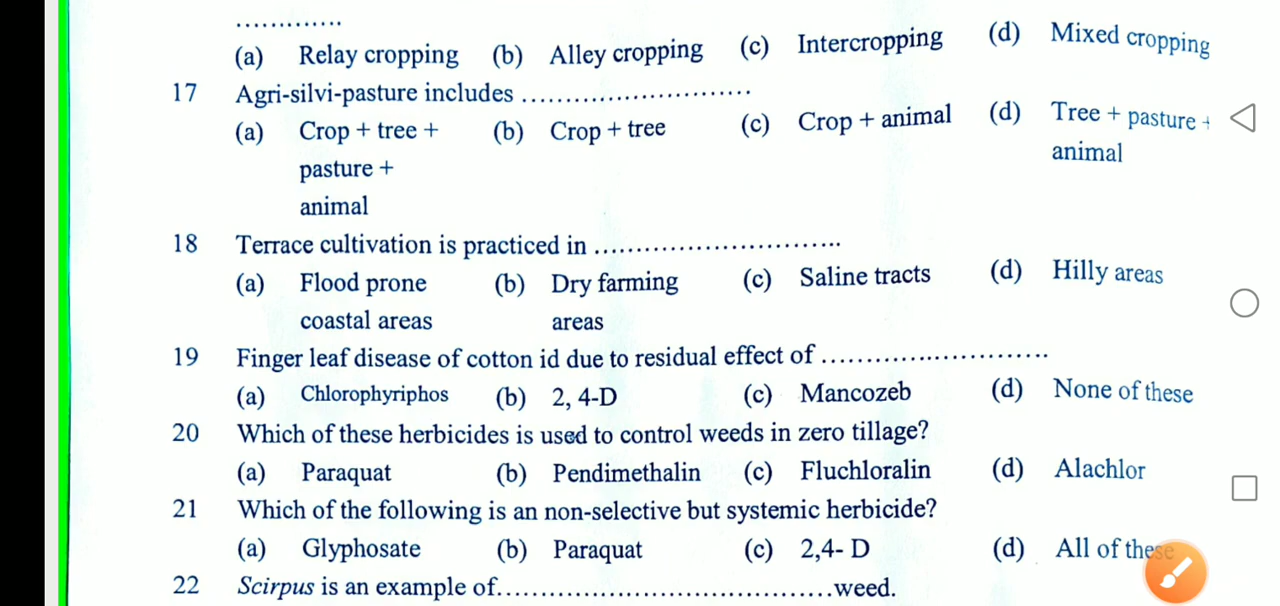 .............
(a) Relay cropping (b) Alley cropping (c) Intercropping (d) Mixed cropping
17 Agri-silvi-pasture includes ...........................
(a) Crop + tree + (b) Crop + tree (c) Crop + animal (d) Tree + pasture +
pasture + animal
animal
18 Terrace cultivation is practiced in .............................
(a) Flood prone (b) Dry farming (c) Saline tracts (d) Hilly areas
coastal areas areas
19 Finger leaf disease of cotton id due to residual effect of ...........................
(a) Chlorophyriphos (b) 2, 4-D (c) Mancozeb (d) None of these
20 Which of these herbicides is used to control weeds in zero tillage?
(a) Paraquat (b) Pendimethalin (c) Fluchloralin (d) Alachlor
21 Which of the following is an non-selective but systemic herbicide?
(a) Glyphosate (b) Paraquat (c) 2,4- D (d) All of these
22 Scirpus is an example of.......................................weed.